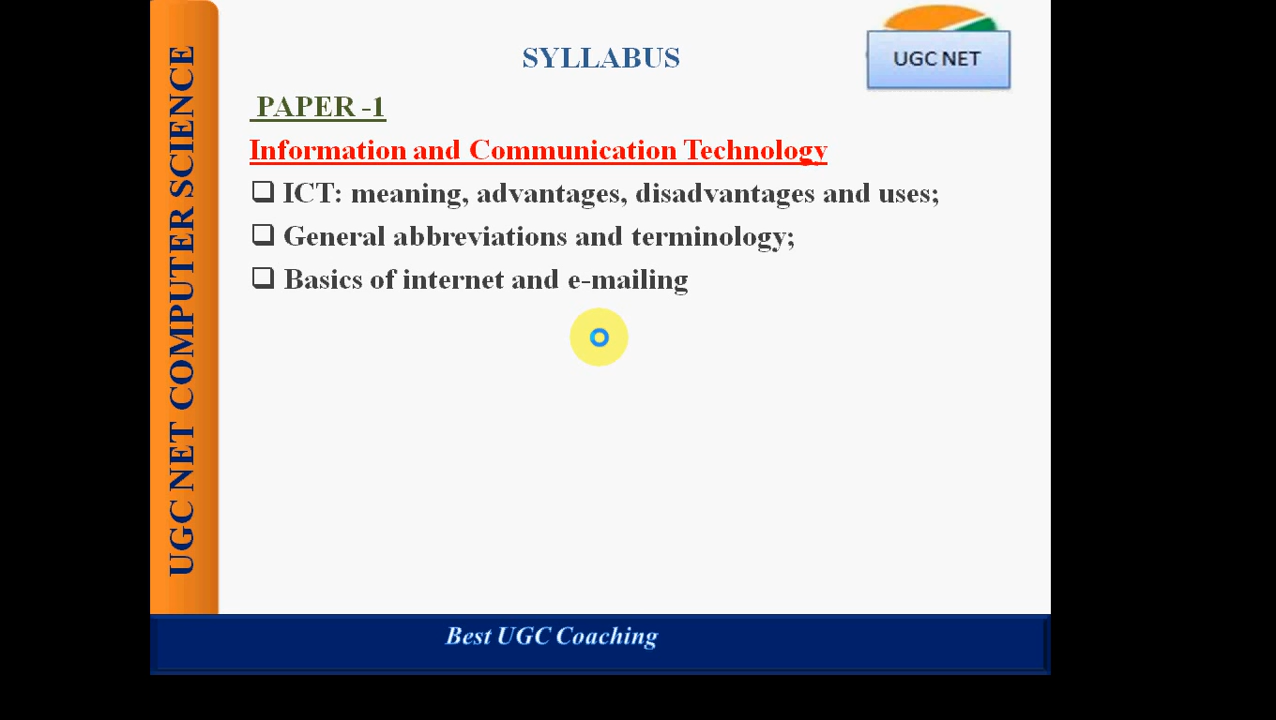 SYLLABUS
UGC NET
PAPER -1
Information and Communication Technology
ICT: meaning, advantages, disadvantages and uses;
General abbreviations and terminology;
Basics of internet and e-mailing
UGC NET COMPUTER SCIENCE
Best UGC Coaching